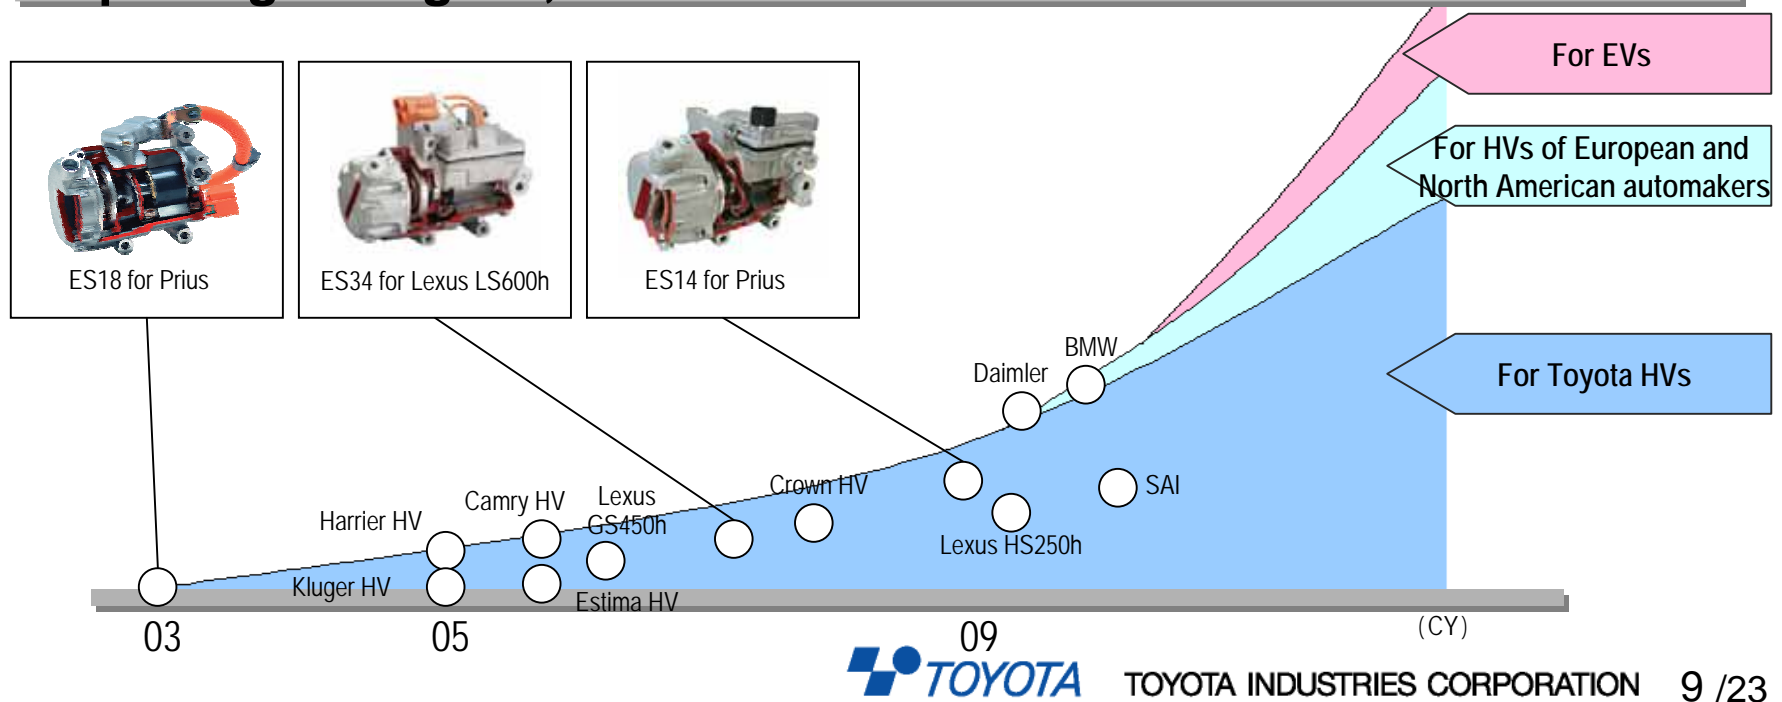 For EVs
For HVs of European and
North American automakers
ES18 for Prius
ES34 for Lexus LS600h
ES14 for Prius
BMW
Daimler
For Toyota HVs
Crown HV
SAI
Camry HV
Lexus
GS450h
Harrier HV
Lexus HS250h
Kluger HV
Estima HV
03
05
09
(CY)
TOYOTA
TOYOTA INDUSTRIES CORPORATION
9 /23